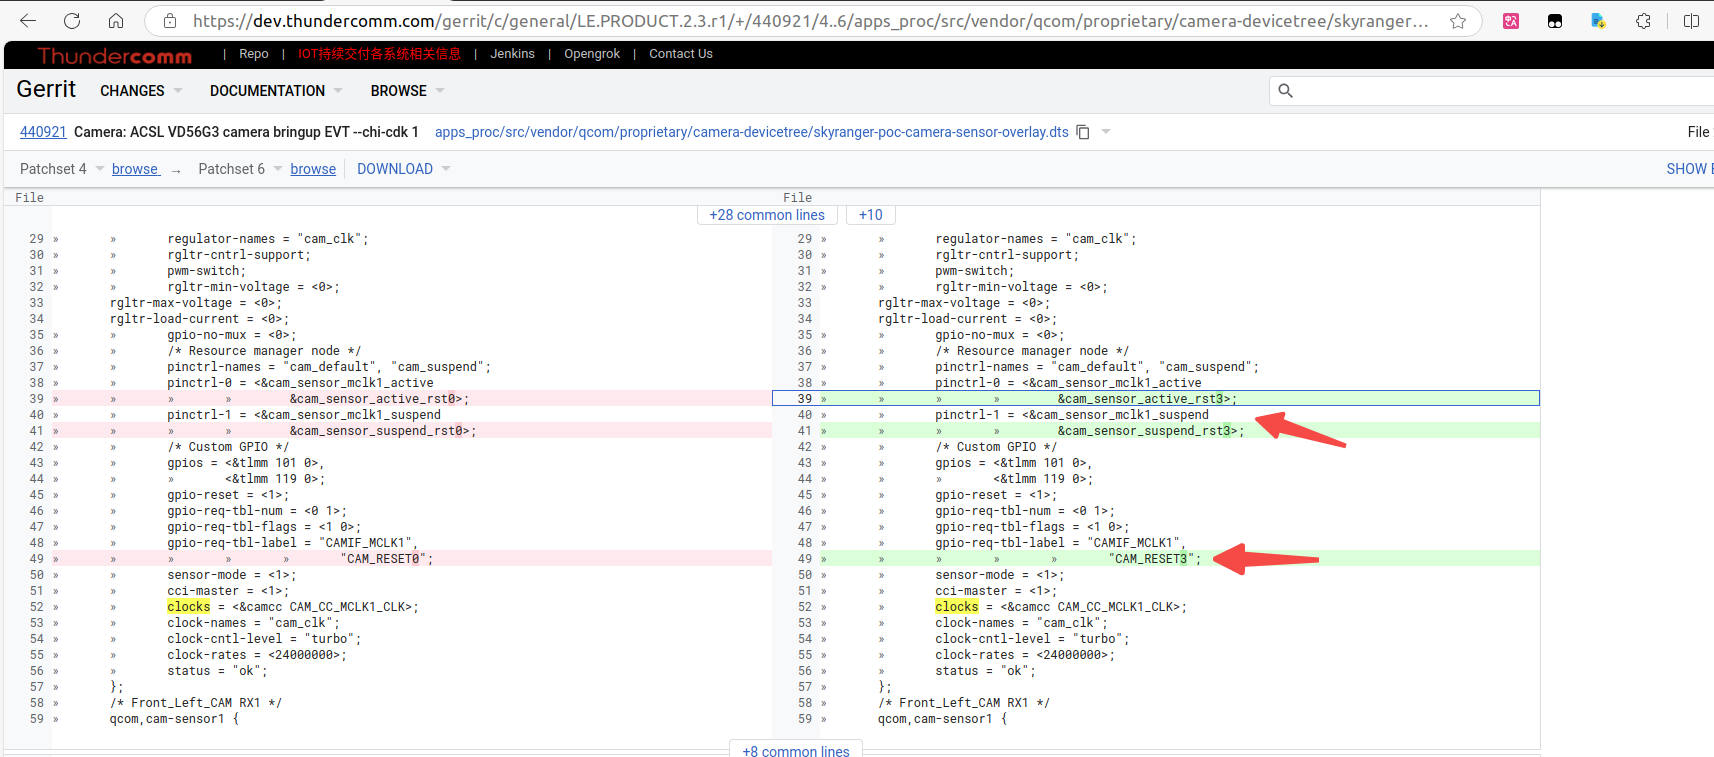 https://dev.thundercomm.com/gerrit/c/general/LE.PRODUCT.2.3.r1/+/440921/4..6/apps_proc/src/vendor/qcom/proprietary/camera-devicetree/skyranger...
Thundercomm | Repo | IOT持续交付各系统相关信息 | Jenkins | Opengrok | Contact Us
Gerrit CHANGES DOCUMENTATION BROWSE
440921 Camera: ACSL VD56G3 camera bringup EVT --chi-cdk 1 apps_proc/src/vendor/qcom/proprietary/camera-devicetree/skyranger-poc-camera-sensor-overlay.dts File
Patchset 4 browse → Patchset 6 browse DOWNLOAD SHOW
File File
+28 common lines +10
29 » » regulator-names = "cam_clk"; 29 » » regulator-names = "cam_clk";
30 » » rgltr-cntrl-support; 30 » » rgltr-cntrl-support;
31 » » pwm-switch; 31 » » pwm-switch;
32 » » rgltr-min-voltage = <0>; 32 » » rgltr-min-voltage = <0>;
33 rgltr-max-voltage = <0>; 33 rgltr-max-voltage = <0>;
34 rgltr-load-current = <0>; 34 rgltr-load-current = <0>;
35 » » gpio-no-mux = <0>; 35 » » gpio-no-mux = <0>;
36 » » /* Resource manager node */ 36 » » /* Resource manager node */
37 » » pinctrl-names = "cam_default", "cam_suspend"; 37 » » pinctrl-names = "cam_default", "cam_suspend";
38 » » pinctrl-0 = <&cam_sensor_mclk1_active 38 » » pinctrl-0 = <&cam_sensor_mclk1_active
39 » » » » &cam_sensor_active_rst0>; 39 » » » » &cam_sensor_active_rst3>;
40 » » pinctrl-1 = <&cam_sensor_mclk1_suspend 40 » » pinctrl-1 = <&cam_sensor_mclk1_suspend
41 » » » » &cam_sensor_suspend_rst0>; 41 » » » » &cam_sensor_suspend_rst3>;
42 » » /* Custom GPIO */ 42 » » /* Custom GPIO */
43 » » gpios = <&tlmm 101 0>, 43 » » gpios = <&tlmm 101 0>,
44 » » » <&tlmm 119 0>; 44 » » » <&tlmm 119 0>;
45 » » gpio-reset = <1>; 45 » » gpio-reset = <1>;
46 » » gpio-req-tbl-num = <0 1>; 46 » » gpio-req-tbl-num = <0 1>;
47 » » gpio-req-tbl-flags = <1 0>; 47 » » gpio-req-tbl-flags = <1 0>;
48 » » gpio-req-tbl-label = "CAMIF_MCLK1", 48 » » gpio-req-tbl-label = "CAMIF_MCLK1",
49 » » » » » "CAM_RESET0"; 49 » » » » » "CAM_RESET3";
50 » » sensor-mode = <1>; 50 » » sensor-mode = <1>;
51 » » cci-master = <1>; 51 » » cci-master = <1>;
52 » » clocks = <&camcc CAM_CC_MCLK1_CLK>; 52 » » clocks = <&camcc CAM_CC_MCLK1_CLK>;
53 » » clock-names = "cam_clk"; 53 » » clock-names = "cam_clk";
54 » » clock-cntl-level = "turbo"; 54 » » clock-cntl-level = "turbo";
55 » » clock-rates = <24000000>; 55 » » clock-rates = <24000000>;
56 » » status = "ok"; 56 » » status = "ok";
57 » }; 57 » };
58 » /* Front_Left_CAM RX1 */ 58 » /* Front_Left_CAM RX1 */
59 » qcom,cam-sensor1 { 59 » qcom,cam-sensor1 {
+8 common lines